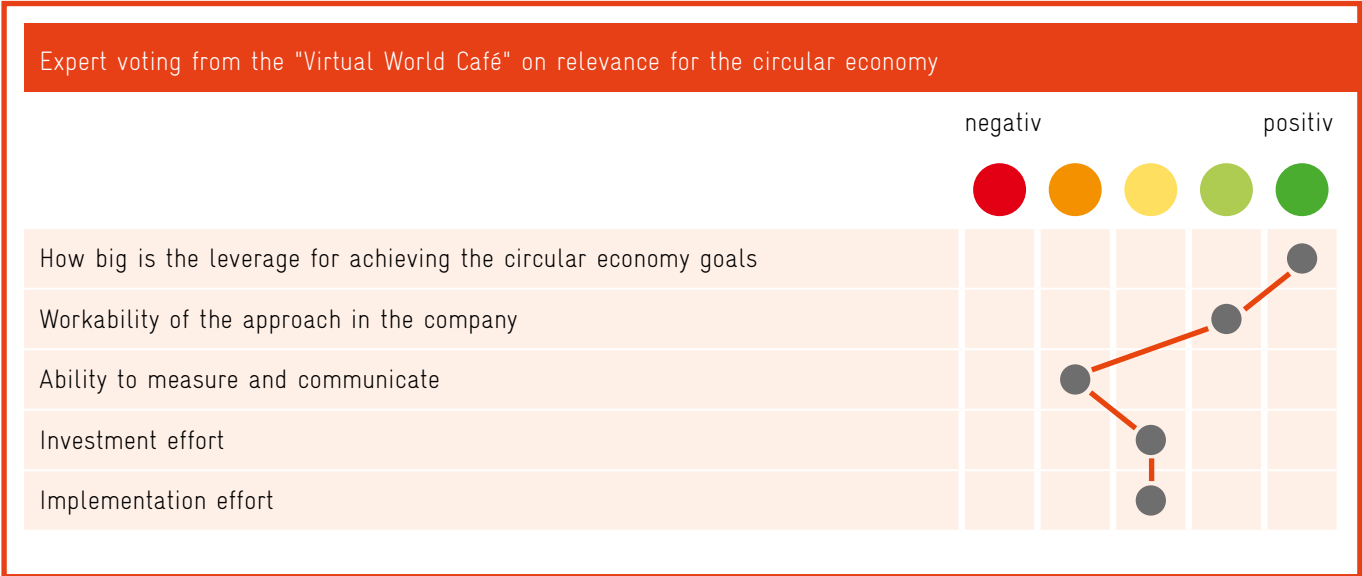 Expert voting from the "Virtual World Café" on relevance for the circular economy
negativ positiv
How big is the leverage for achieving the circular economy goals
Workability of the approach in the company
Ability to measure and communicate
Investment effort
Implementation effort